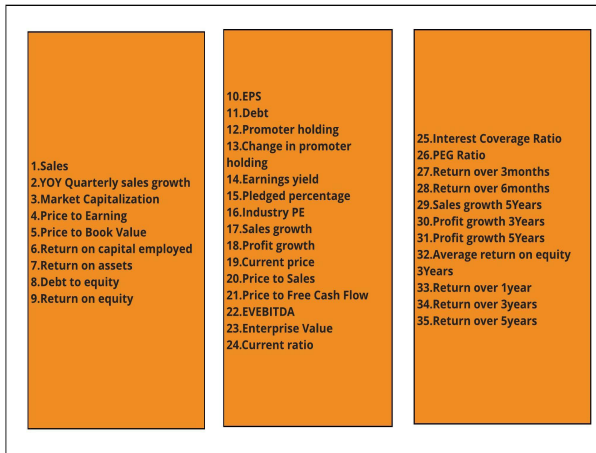 1.Sales
2.YOY Quarterly sales growth
3.Market Capitalization
4.Price to Earning
5.Price to Book Value
6.Return on capital employed
7.Return on assets
8.Debt to equity
9.Return on equity
10.EPS
11.Debt
12.Promoter holding
13.Change in promoter
holding
14.Earnings yield
15.Pledged percentage
16.Industry PE
17.Sales growth
18.Profit growth
19.Current price
20.Price to Sales
21.Price to Free Cash Flow
22.EVEBITDA
23.Enterprise Value
24.Current ratio
25.Interest Coverage Ratio
26.PEG Ratio
27.Return over 3months
28.Return over 6months
29.Sales growth 5Years
30.Profit growth 3Years
31.Profit growth 5Years
32.Average return on equity
3Years
33.Return over 1year
34.Return over 3years
35.Return over 5years